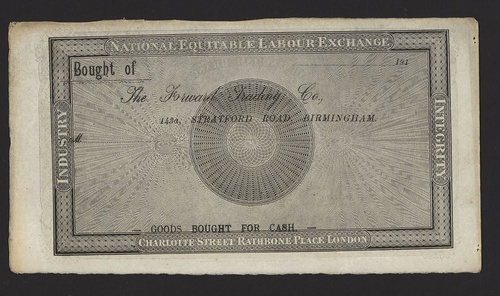 NATIONAL EQUITABLE LABOUR EXCHANGE
Bought of
191
The Forward Trading Co.,
STRATFORD ROAD, BIRMINGHAM.
INDUSTRY
INTEGRITY
M
— GOODS BOUGHT FOR CASH —
CHARLOTTE STREET RATHBONE PLACE LONDON